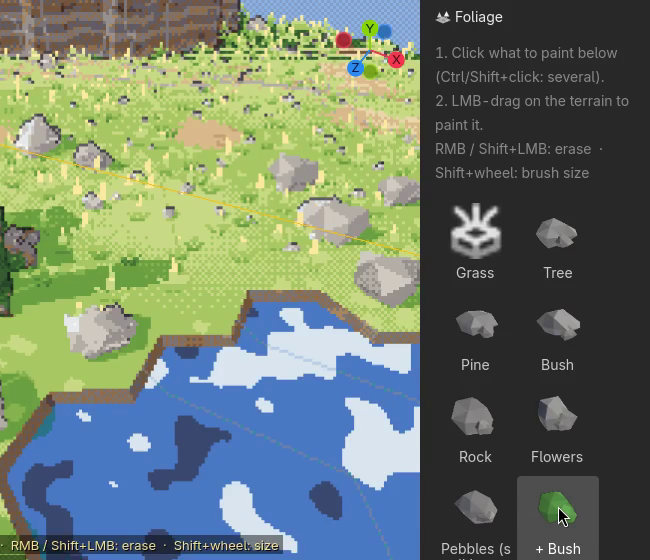 Foliage
1. Click what to paint below
(Ctrl/Shift+click: several).
2. LMB-drag on the terrain to
paint it.
RMB / Shift+LMB: erase ·
Shift+wheel: brush size
Y
X
Z
Grass
Tree
Pine
Bush
Rock
Flowers
Pebbles (s
+ Bush
RMB / Shift+LMB: erase · Shift+wheel: size